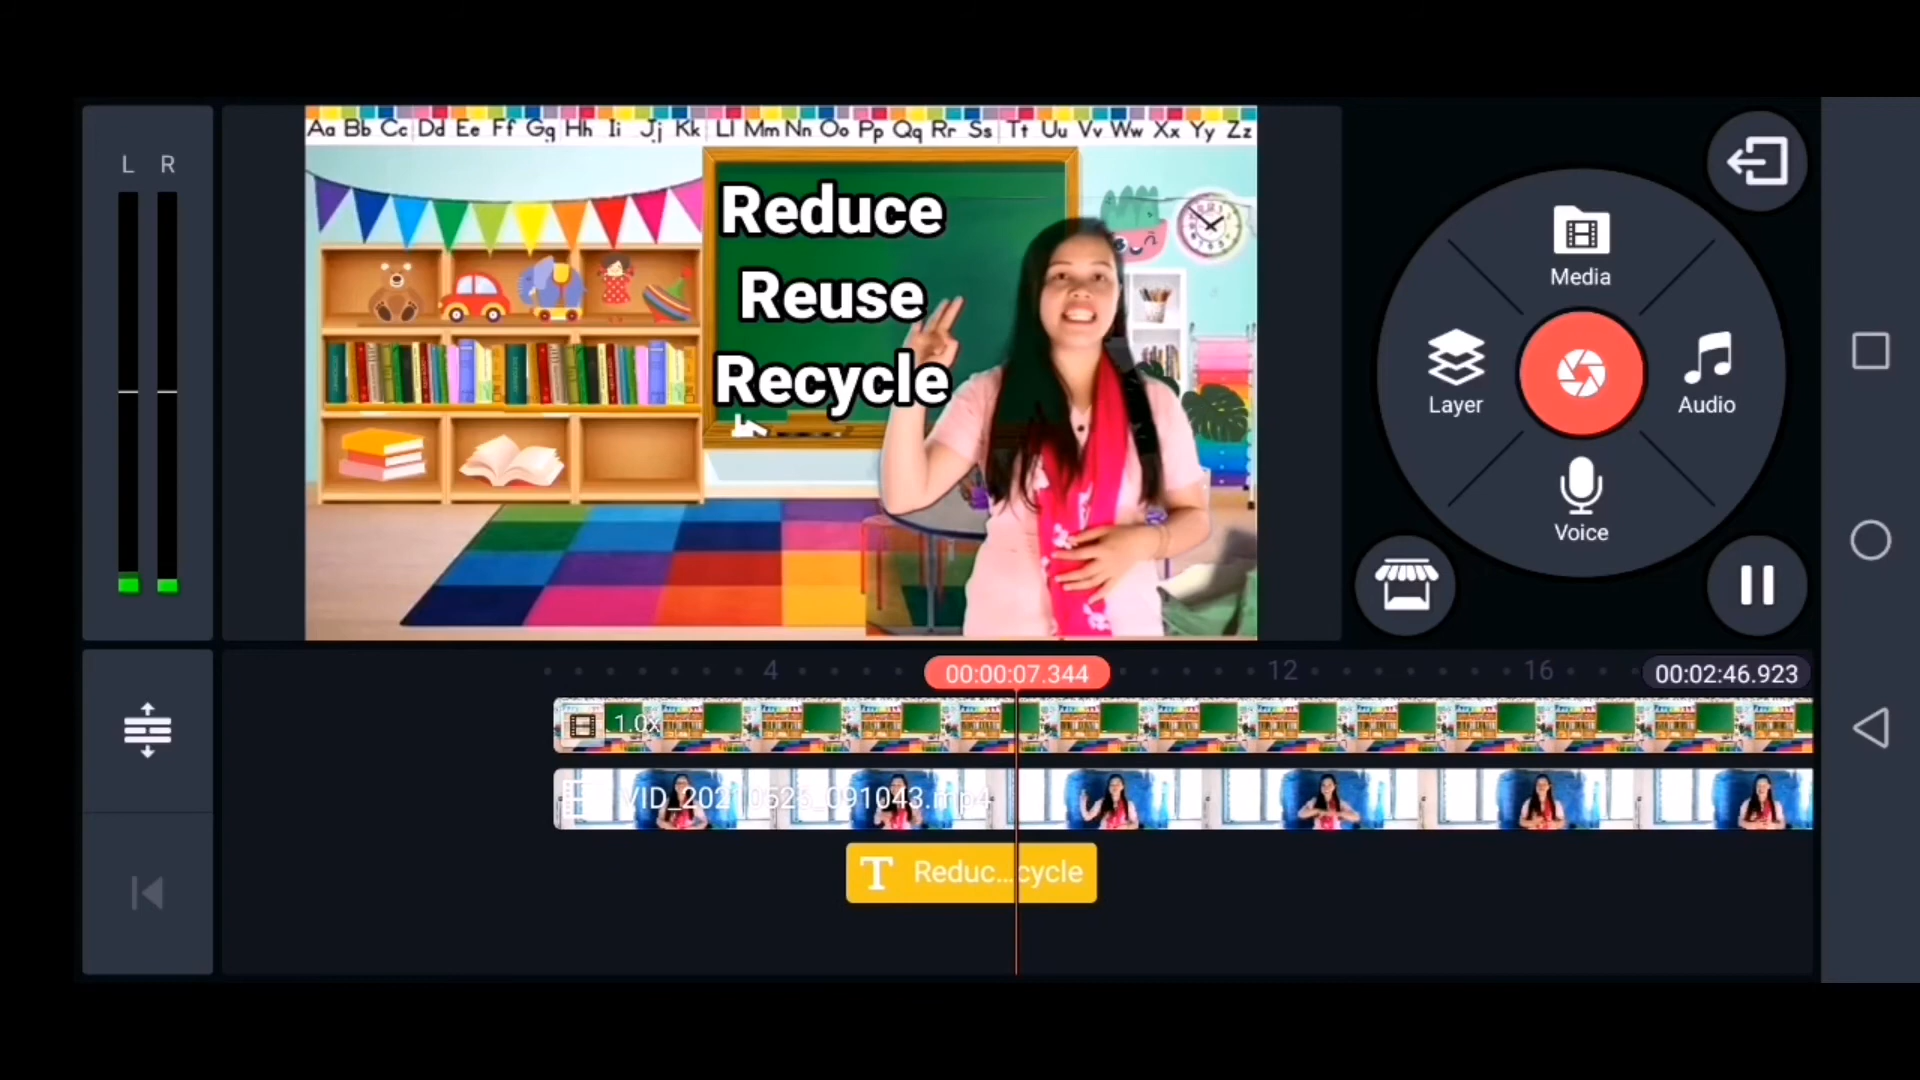 L R
Aa Bb Cc Dd Ee Ff Gg Hh Ii Jj Kk Ll Mm Nn Oo Pp Qq Rr Ss Tt Uu Vv Ww Xx Yy Zz
Reduce
Reuse
Recycle
Media
Layer
Audio
Voice
4
00:00:07.344
12
16
00:02:46.923
1.0x
VID_20210523_091043.mp4
T Reduc...cycle